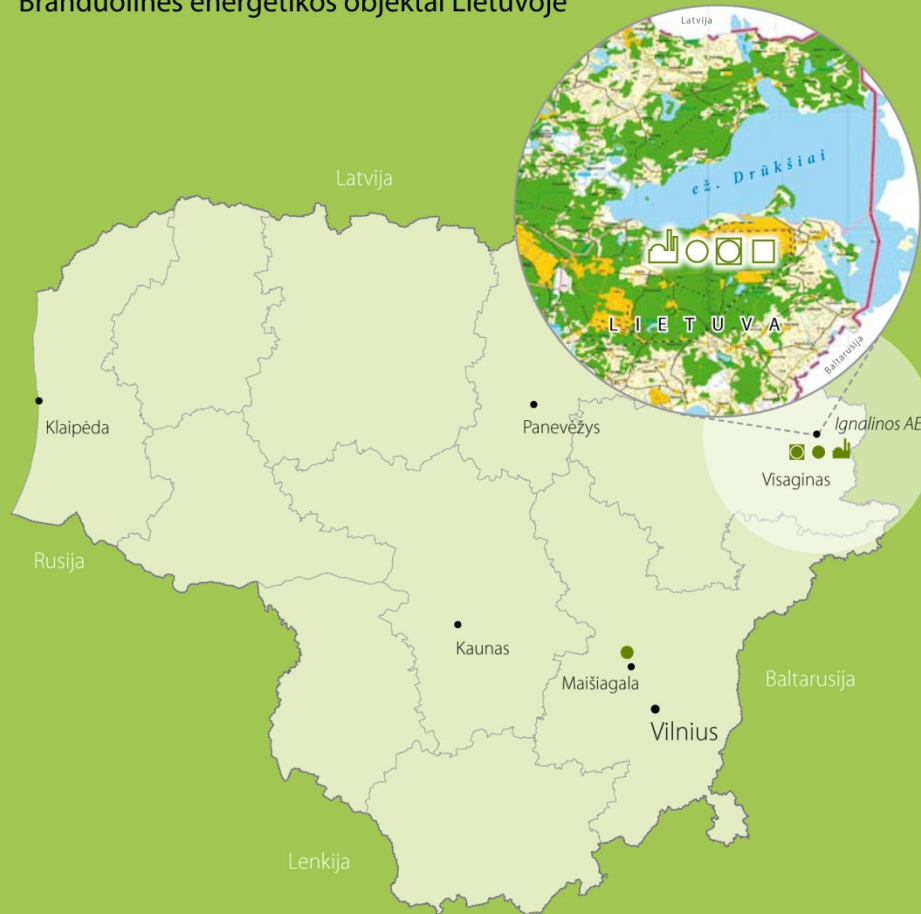 Branduolinės energetikos objektai Lietuvoje
Latvija
ež. Drūkšiai
LIETUVA
Baltarusija
Latvija
Klaipėda
Panevėžys
Ignalinos AE
Visaginas
Rusija
Kaunas
Maišiagala
Baltarusija
Vilnius
Lenkija